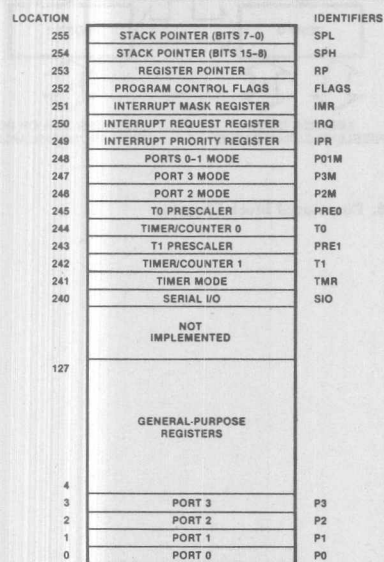 LOCATION IDENTIFIERS
255 STACK POINTER (BITS 7-0) SPL
254 STACK POINTER (BITS 15-8) SPH
253 REGISTER POINTER RP
252 PROGRAM CONTROL FLAGS FLAGS
251 INTERRUPT MASK REGISTER IMR
250 INTERRUPT REQUEST REGISTER IRQ
249 INTERRUPT PRIORITY REGISTER IPR
248 PORTS 0-1 MODE P01M
247 PORT 3 MODE P3M
246 PORT 2 MODE P2M
245 T0 PRESCALER PRE0
244 TIMER/COUNTER 0 T0
243 T1 PRESCALER PRE1
242 TIMER/COUNTER 1 T1
241 TIMER MODE TMR
240 SERIAL I/O SIO
NOT
IMPLEMENTED
127
GENERAL-PURPOSE
REGISTERS
4
3 PORT 3 P3
2 PORT 2 P2
1 PORT 1 P1
0 PORT 0 P0